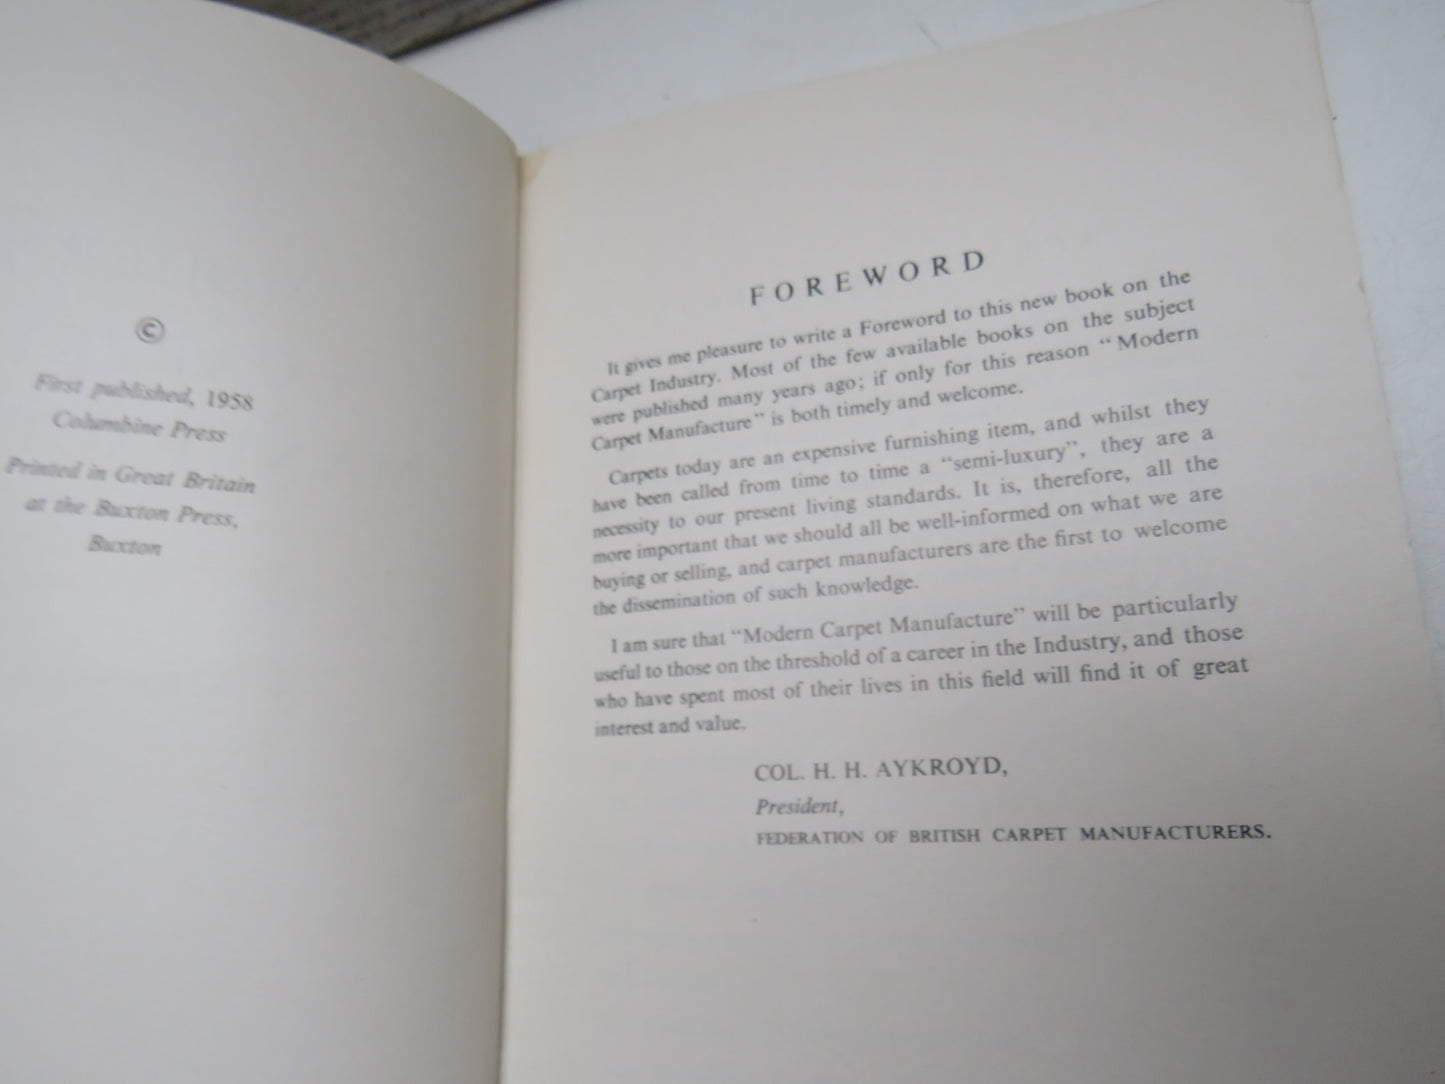 ©
First published, 1958
Columbine Press
Printed in Great Britain
at the Buxton Press,
Buxton
FOREWORD
It gives me pleasure to write a Foreword to this new book on the
Carpet Industry. Most of the few available books on the subject
were published many years ago; if only for this reason "Modern
Carpet Manufacture" is both timely and welcome.
Carpets today are an expensive furnishing item, and whilst they
have been called from time to time a "semi-luxury", they are a
necessity to our present living standards. It is, therefore, all the
more important that we should all be well-informed on what we are
buying or selling, and carpet manufacturers are the first to welcome
the dissemination of such knowledge.
I am sure that "Modern Carpet Manufacture" will be particularly
useful to those on the threshold of a career in the Industry, and those
who have spent most of their lives in this field will find it of great
interest and value.
COL. H. H. AYKROYD,
President,
FEDERATION OF BRITISH CARPET MANUFACTURERS.